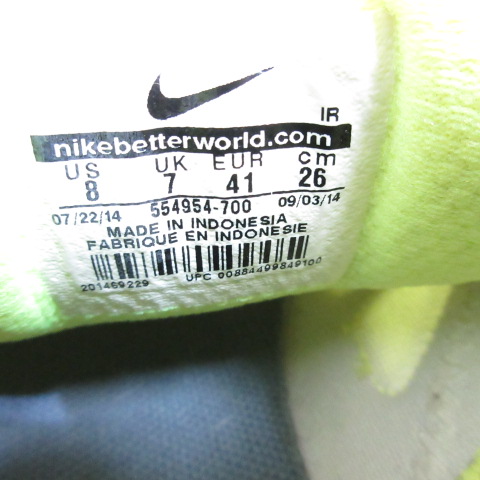 IR
nikebetterworld.com
US UK EUR cm
8 7 41 26
07/22/14 554954-700 09/03/14
MADE IN INDONESIA
FABRIQUE EN INDONESIE
201469229 UPC 00884499849100